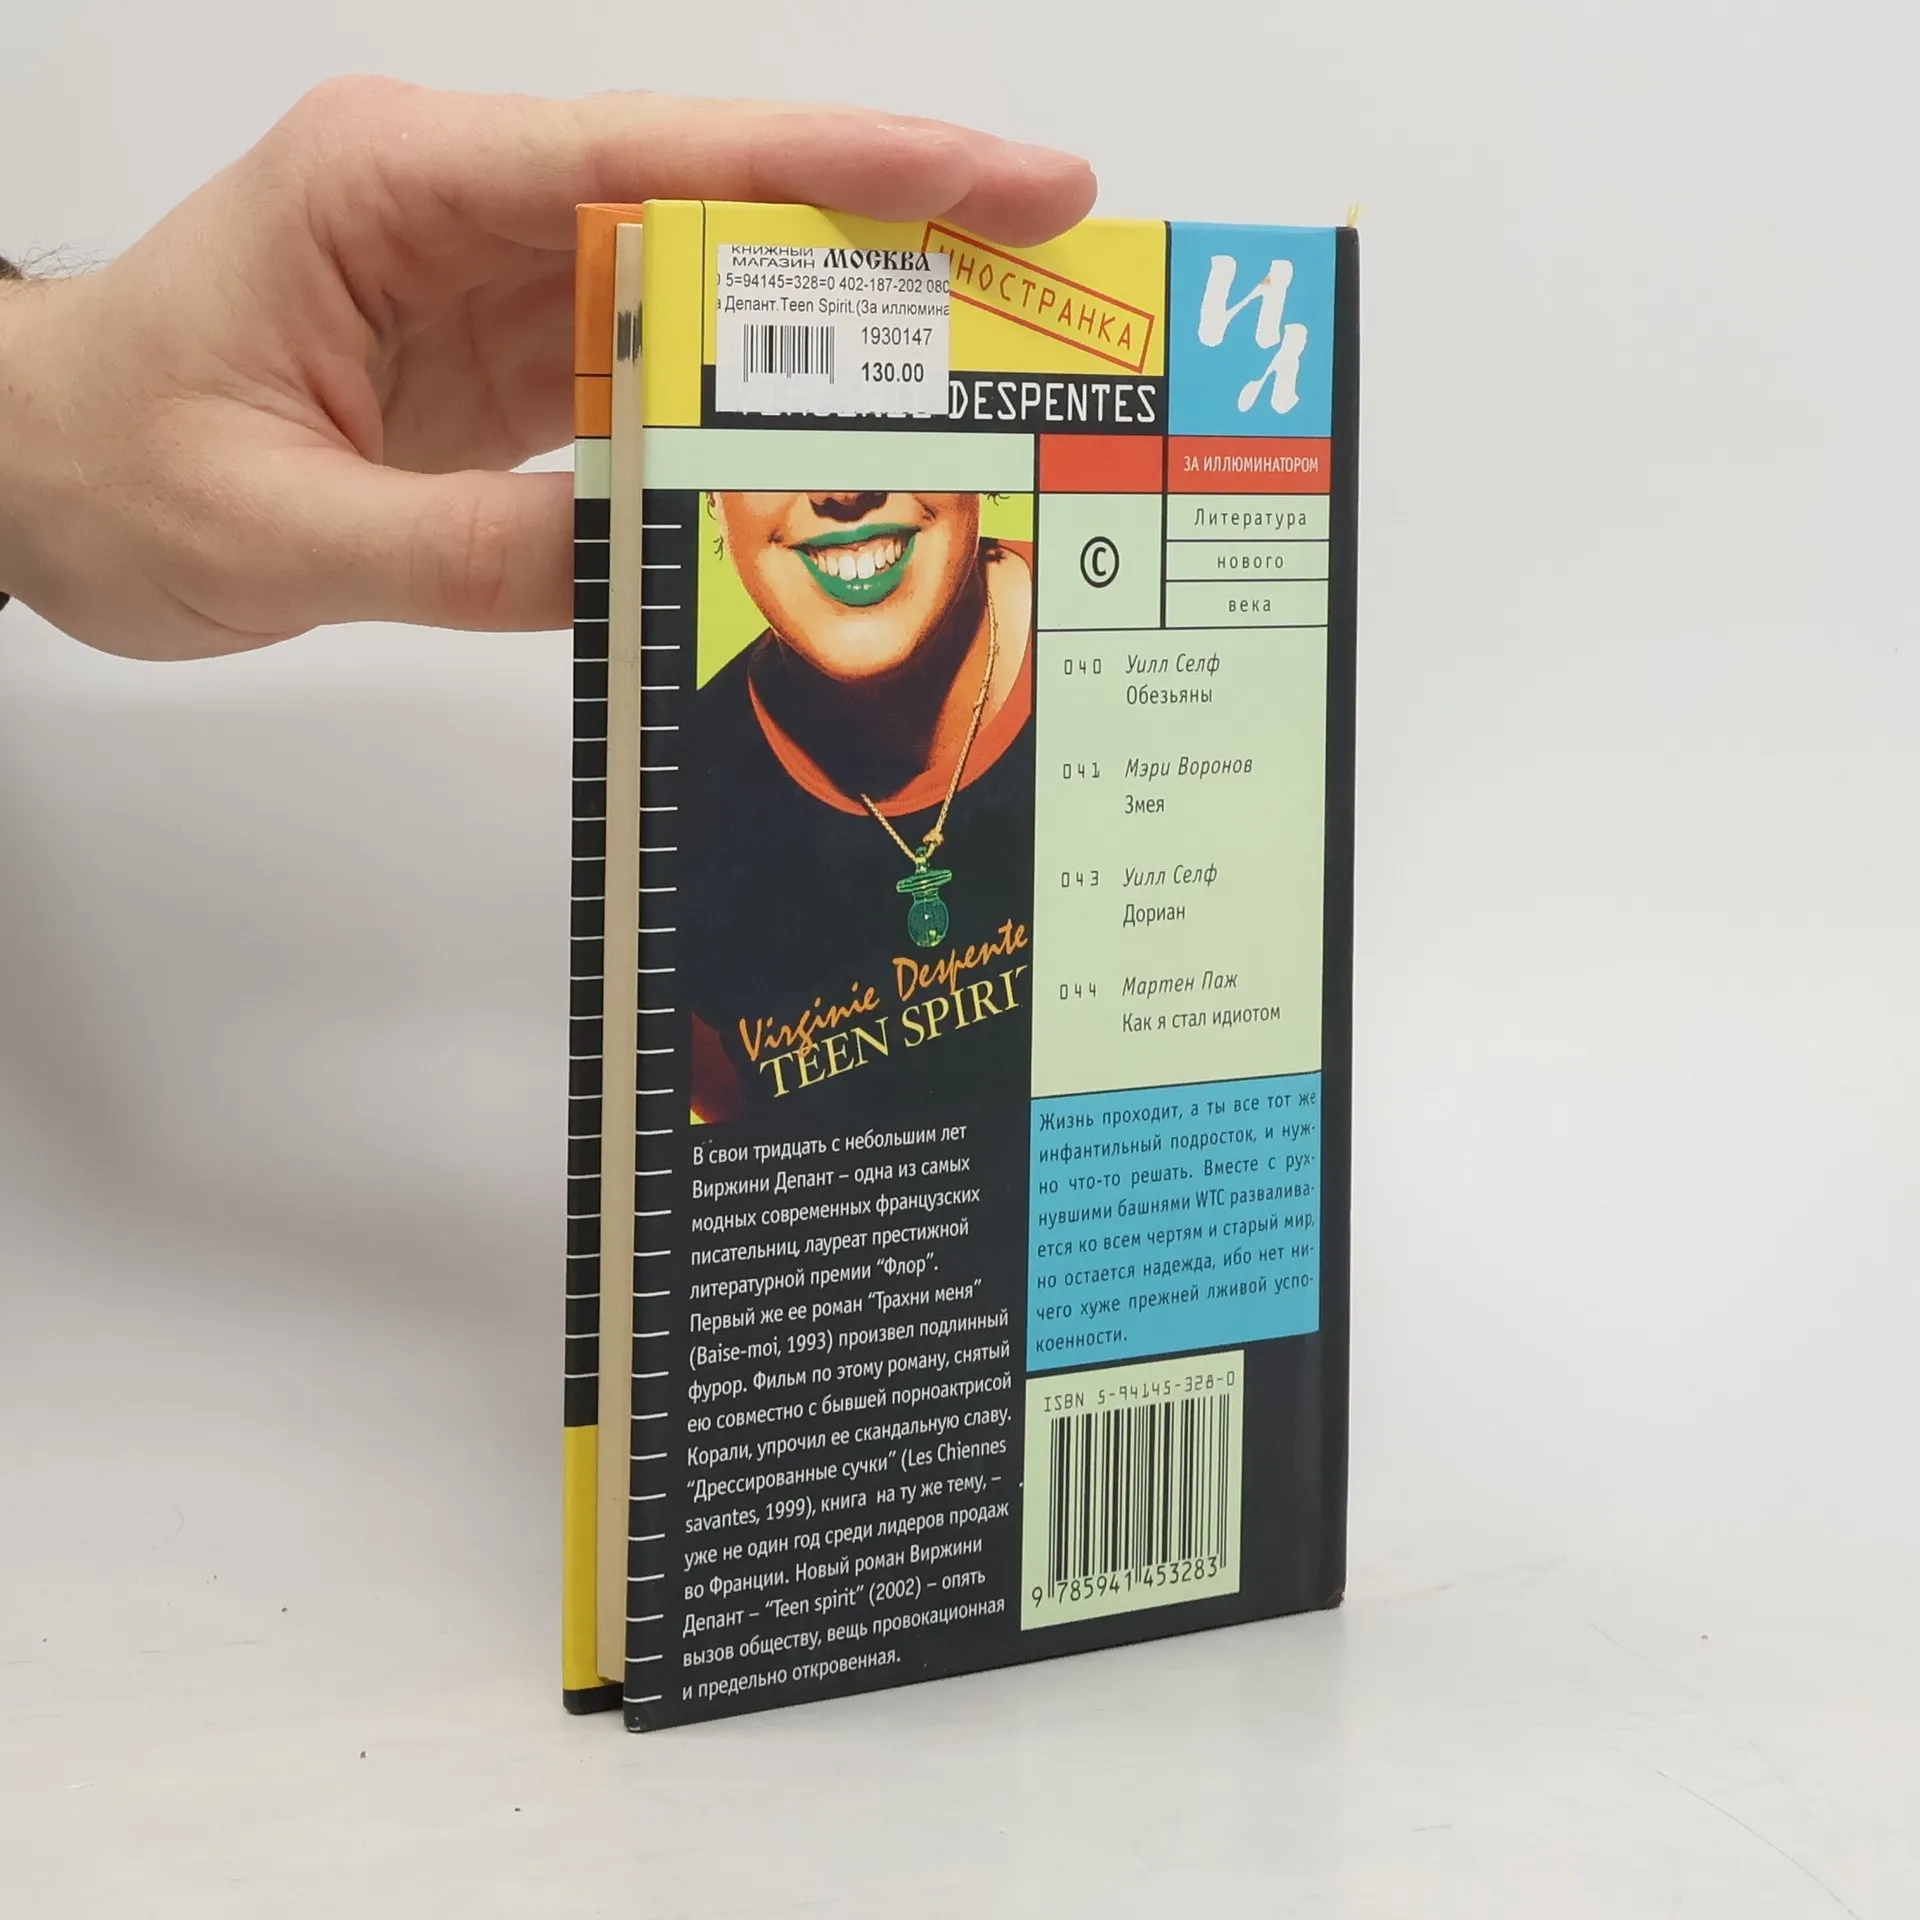 КНИЖНЫЙ
МАГАЗИН МОСКВА
5=94145=328=0 402-187-202 080
а Депант.Teen Spirit.(За иллюмина
1930147
130.00
ИНОСТРАНКА
DESPENTES
ИЛ
ЗА ИЛЛЮМИНАТОРОМ
Литература
нового
века
©
040 Уилл Селф
Обезьяны
041 Мэри Воронов
Змея
043 Уилл Селф
Дориан
044 Мартен Паж
Как я стал идиотом
Virginie Despente
TEEN SPIRIT
В свои тридцать с небольшим лет
Виржини Депант – одна из самых
модных современных французских
писательниц, лауреат престижной
литературной премии “Флор”.
Первый же ее роман “Трахни меня”
(Baise-moi, 1993) произвел подлинный
фурор. Фильм по этому роману, снятый
ею совместно с бывшей порноактрисой
Корали, упрочил ее скандальную славу.
“Дрессированные сучки” (Les Chiennes
savantes, 1999), книга на ту же тему, –
уже не один год среди лидеров продаж
во Франции. Новый роман Виржини
Депант – “Teen spirit” (2002) – опять
вызов обществу, вещь провокационная
и предельно откровенная.
Жизнь проходит, а ты все тот же
инфантильный подросток, и нуж-
но что-то решать. Вместе с рух-
нувшими башнями WTC развалива-
ется ко всем чертям и старый мир,
но остается надежда, ибо нет ни-
чего хуже прежней лживой успо-
коенности.
ISBN 5-94145-328-0
9 785941 453283